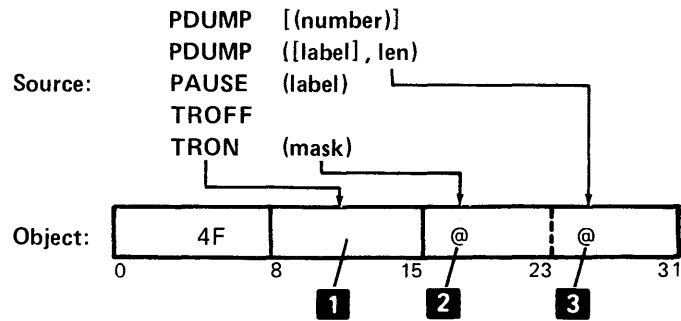 PDUMP [(number)]
PDUMP ([label], len)
Source: PAUSE (label)
TROFF
TRON (mask)
Object: 4F @ @
0 8 15 23 31
1 2 3